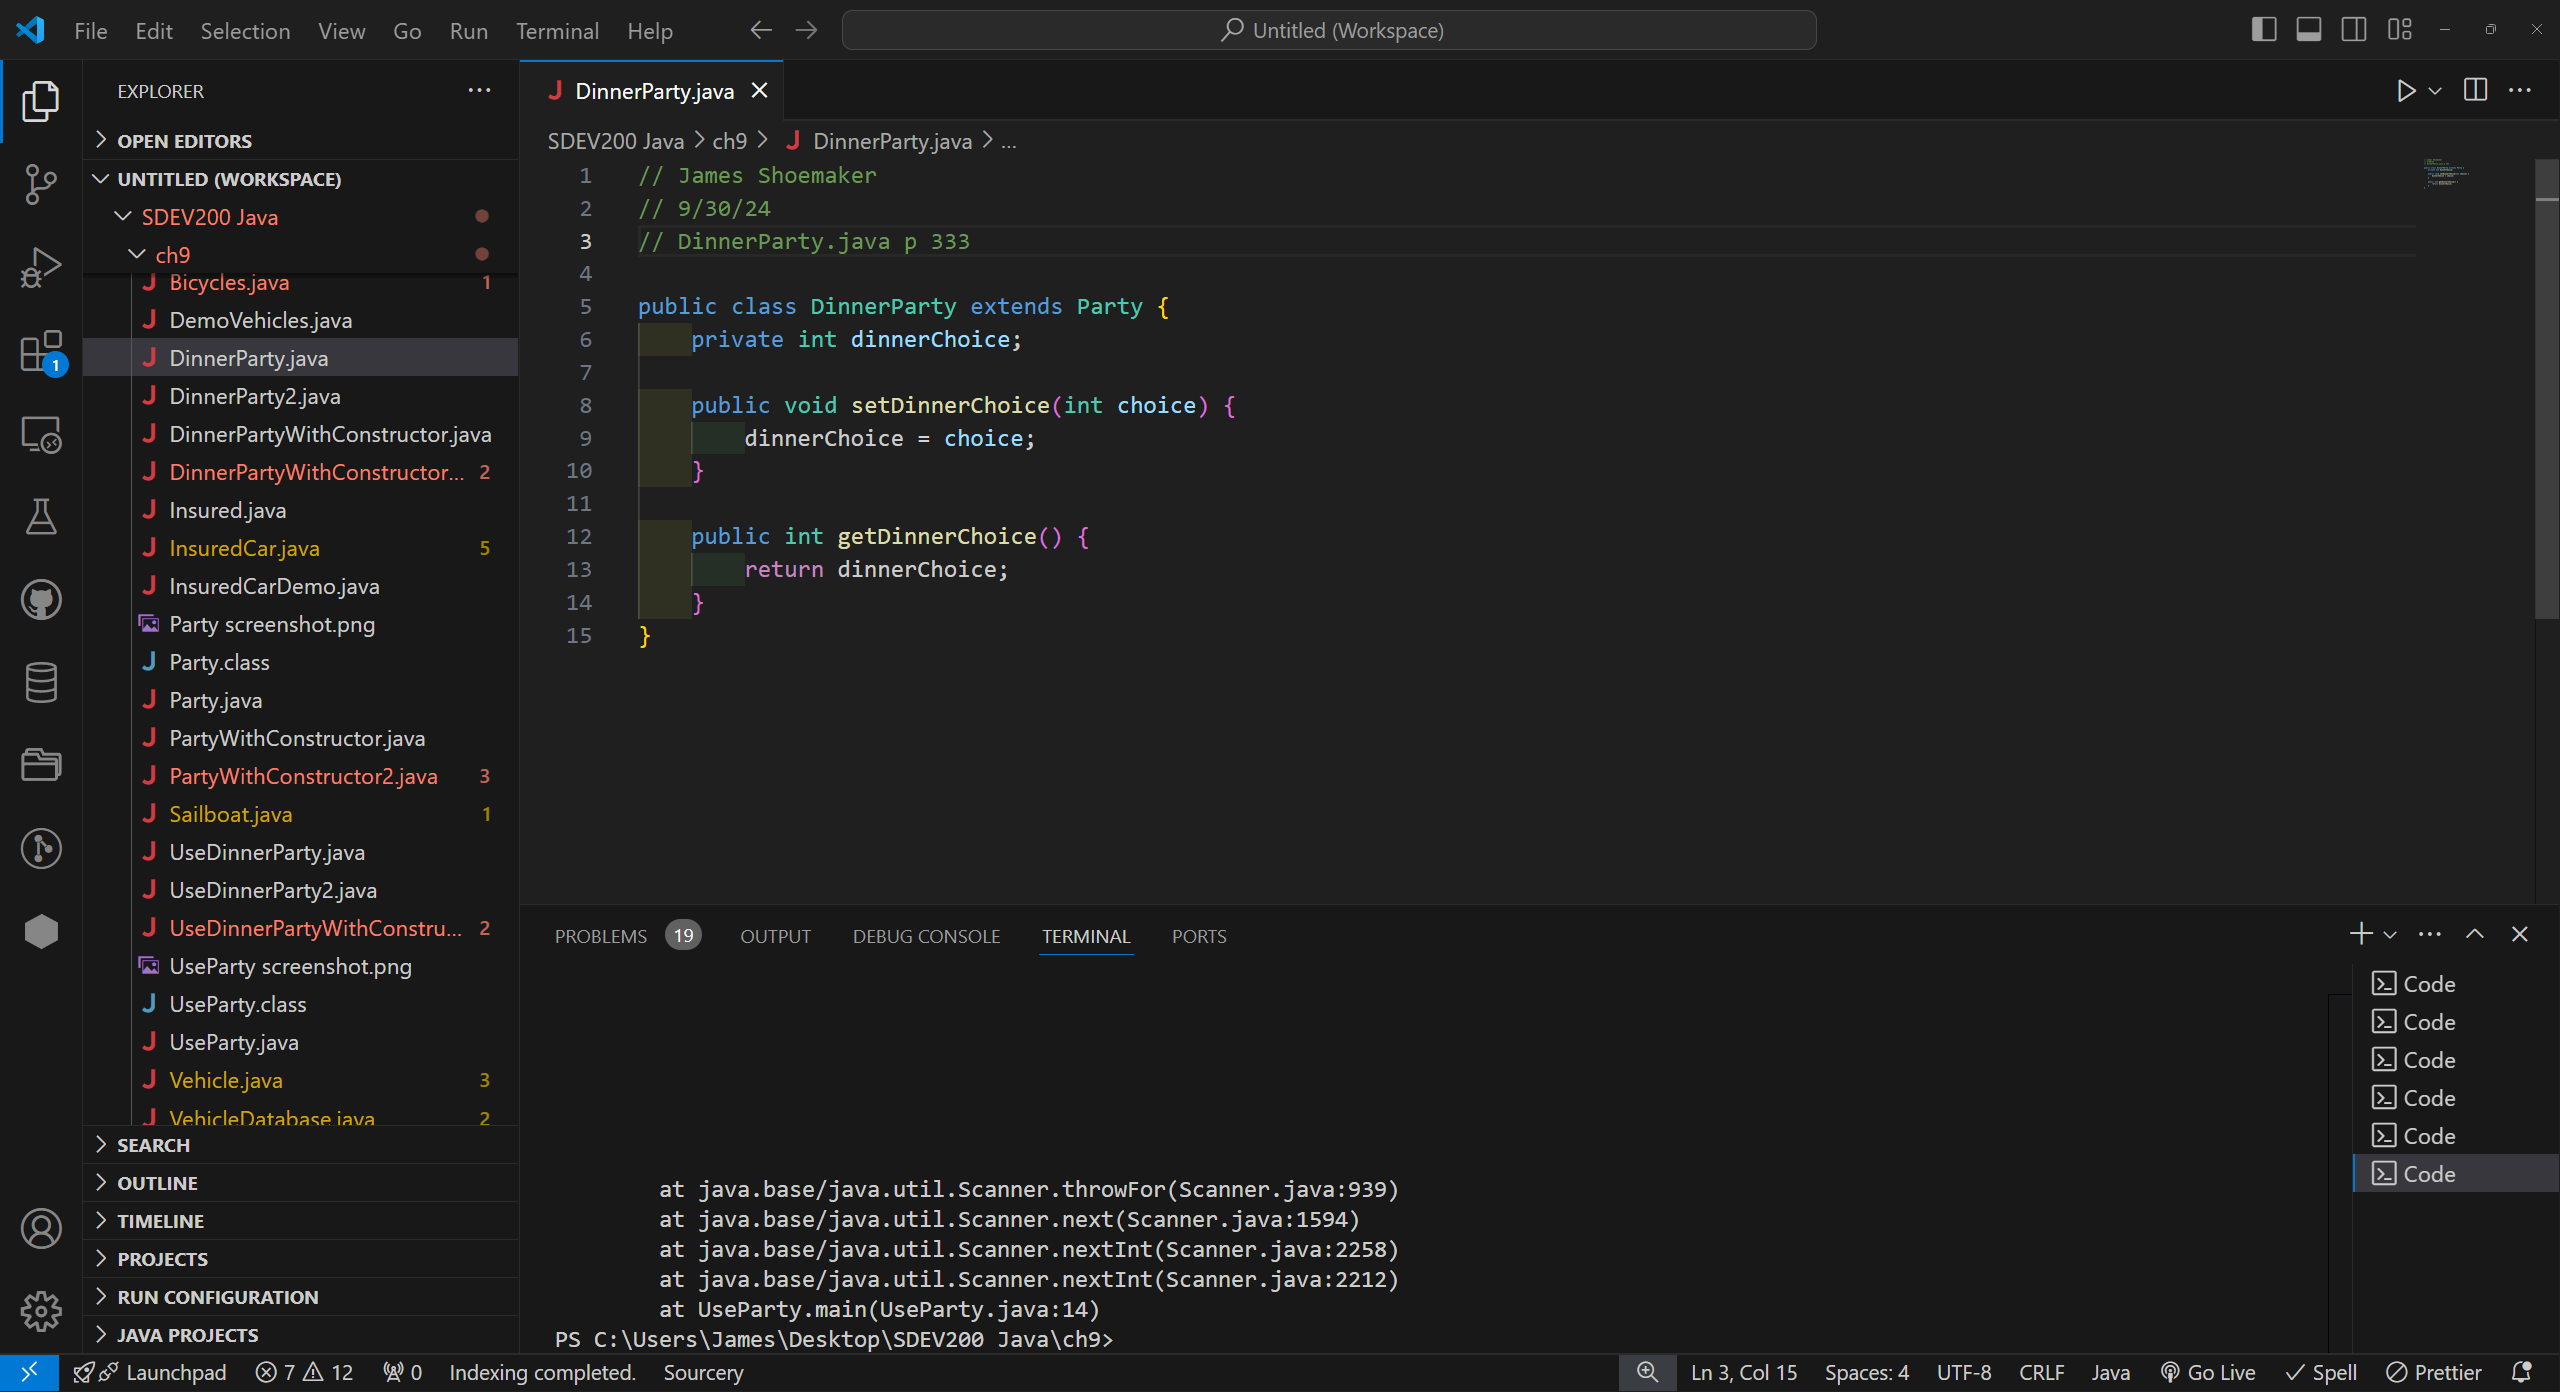 File Edit Selection View Go Run Terminal Help
Untitled (Workspace)
EXPLORER
OPEN EDITORS
UNTITLED (WORKSPACE)
SDEV200 Java
ch9
Bicycles.java 1
DemoVehicles.java
DinnerParty.java
DinnerParty2.java
DinnerPartyWithConstructor.java
DinnerPartyWithConstructor... 2
Insured.java
InsuredCar.java 5
InsuredCarDemo.java
Party screenshot.png
Party.class
Party.java
PartyWithConstructor.java
PartyWithConstructor2.java 3
Sailboat.java 1
UseDinnerParty.java
UseDinnerParty2.java
UseDinnerPartyWithConstru... 2
UseParty screenshot.png
UseParty.class
UseParty.java
Vehicle.java 3
VehicleDatabase.java 2
SEARCH
OUTLINE
TIMELINE
PROJECTS
RUN CONFIGURATION
JAVA PROJECTS
1
DinnerParty.java
SDEV200 Java > ch9 > DinnerParty.java > ...
1 // James Shoemaker
2 // 9/30/24
3 // DinnerParty.java p 333
4
5 public class DinnerParty extends Party {
6 private int dinnerChoice;
7
8 public void setDinnerChoice(int choice) {
9 dinnerChoice = choice;
10 }
11
12 public int getDinnerChoice() {
13 return dinnerChoice;
14 }
15 }
PROBLEMS 19 OUTPUT DEBUG CONSOLE TERMINAL PORTS
at java.base/java.util.Scanner.throwFor(Scanner.java:939)
at java.base/java.util.Scanner.next(Scanner.java:1594)
at java.base/java.util.Scanner.nextInt(Scanner.java:2258)
at java.base/java.util.Scanner.nextInt(Scanner.java:2212)
at UseParty.main(UseParty.java:14)
PS C:\Users\James\Desktop\SDEV200 Java\ch9>
Code
Code
Code
Code
Code
Code
Launchpad 7 12 0 Indexing completed. Sourcery Ln 3, Col 15 Spaces: 4 UTF-8 CRLF Java Go Live Spell Prettier